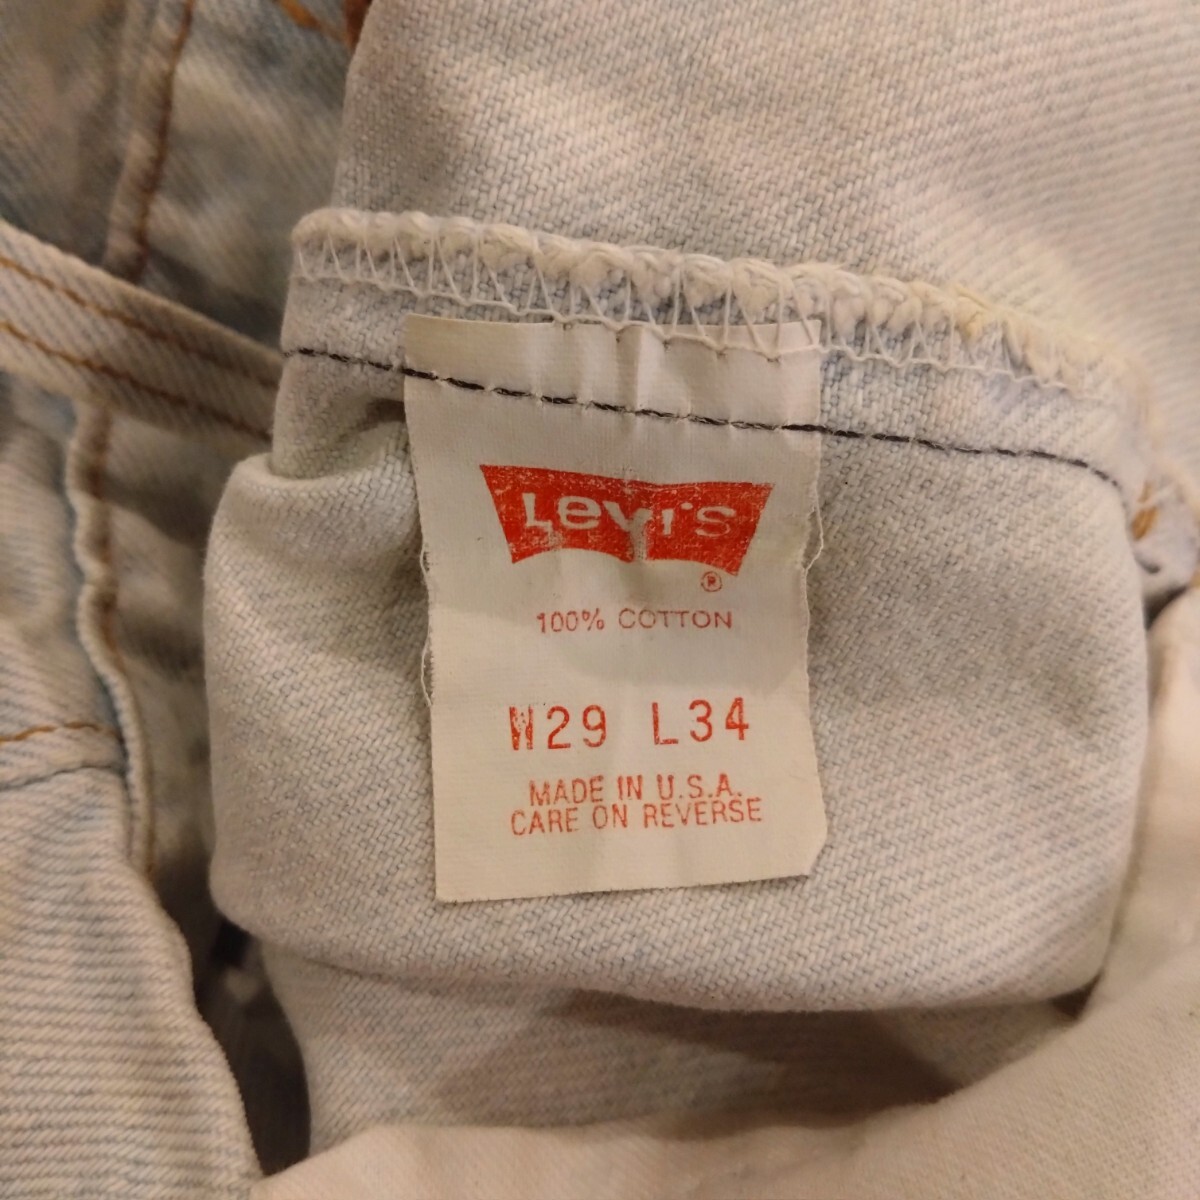 Levi's
®
100% COTTON
W29 L34
MADE IN U.S.A.
CARE ON REVERSE